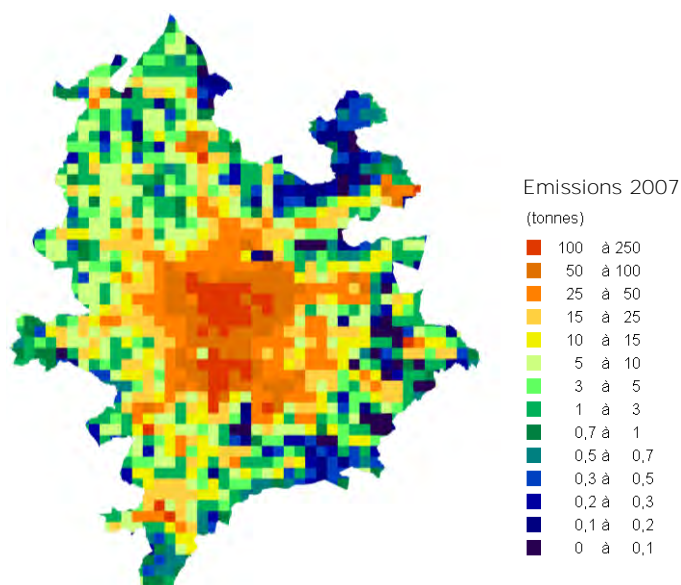 Emissions 2007
(tonnes)
100 à 250
50 à 100
25 à 50
15 à 25
10 à 15
5 à 10
3 à 5
1 à 3
0,7 à 1
0,5 à 0,7
0,3 à 0,5
0,2 à 0,3
0,1 à 0,2
0 à 0,1